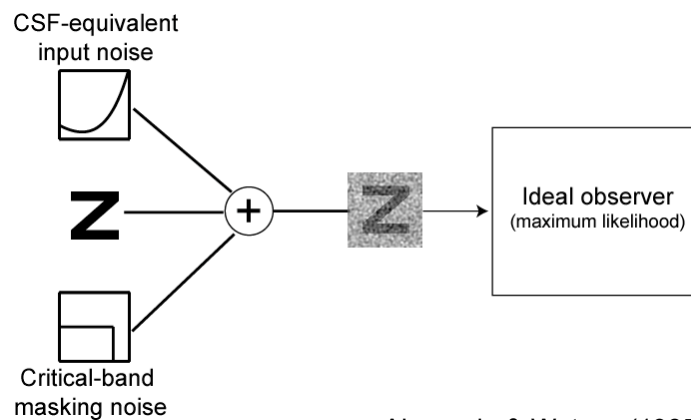 CSF-equivalent
input noise
Z
+
Z
Ideal observer
(maximum likelihood)
Critical-band
masking noise